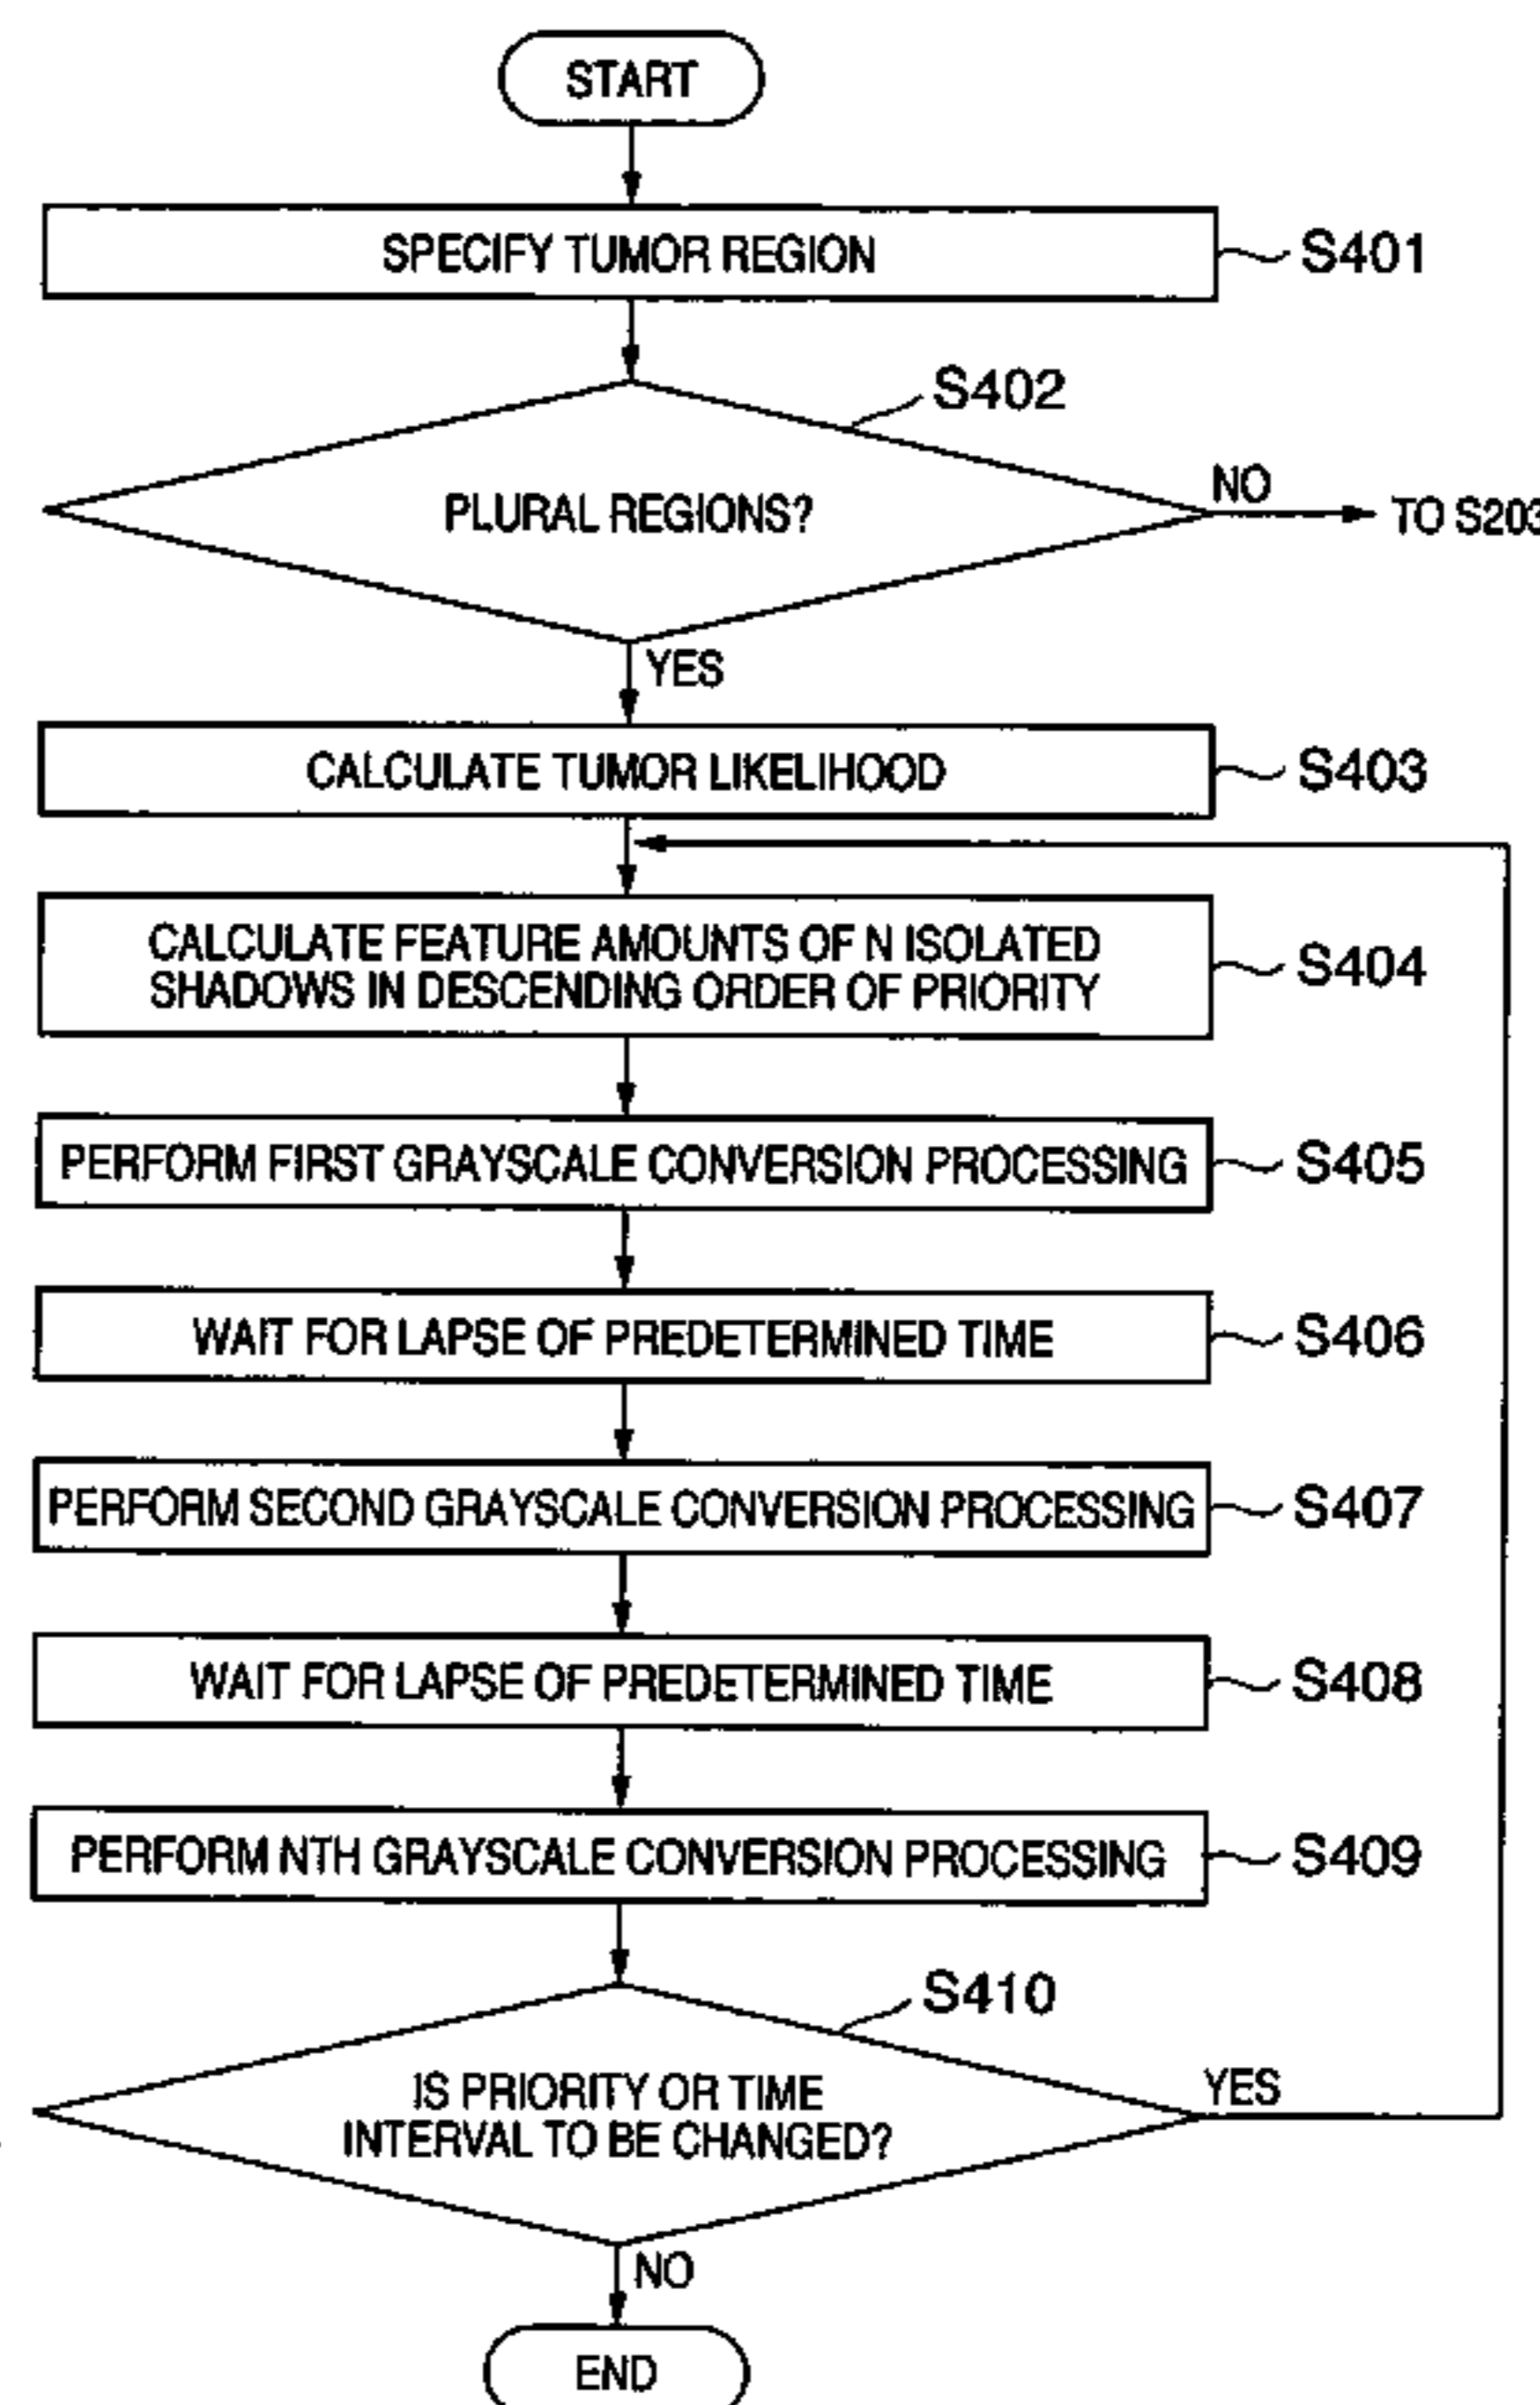 START
SPECIFY TUMOR REGION
S401
S402
PLURAL REGIONS?
NO
TO S203
YES
CALCULATE TUMOR LIKELIHOOD
S403
CALCULATE FEATURE AMOUNTS OF N ISOLATED
SHADOWS IN DESCENDING ORDER OF PRIORITY
S404
PERFORM FIRST GRAYSCALE CONVERSION PROCESSING
S405
WAIT FOR LAPSE OF PREDETERMINED TIME
S406
PERFORM SECOND GRAYSCALE CONVERSION PROCESSING
S407
WAIT FOR LAPSE OF PREDETERMINED TIME
S408
PERFORM NTH GRAYSCALE CONVERSION PROCESSING
S409
S410
IS PRIORITY OR TIME
INTERVAL TO BE CHANGED?
YES
NO
END